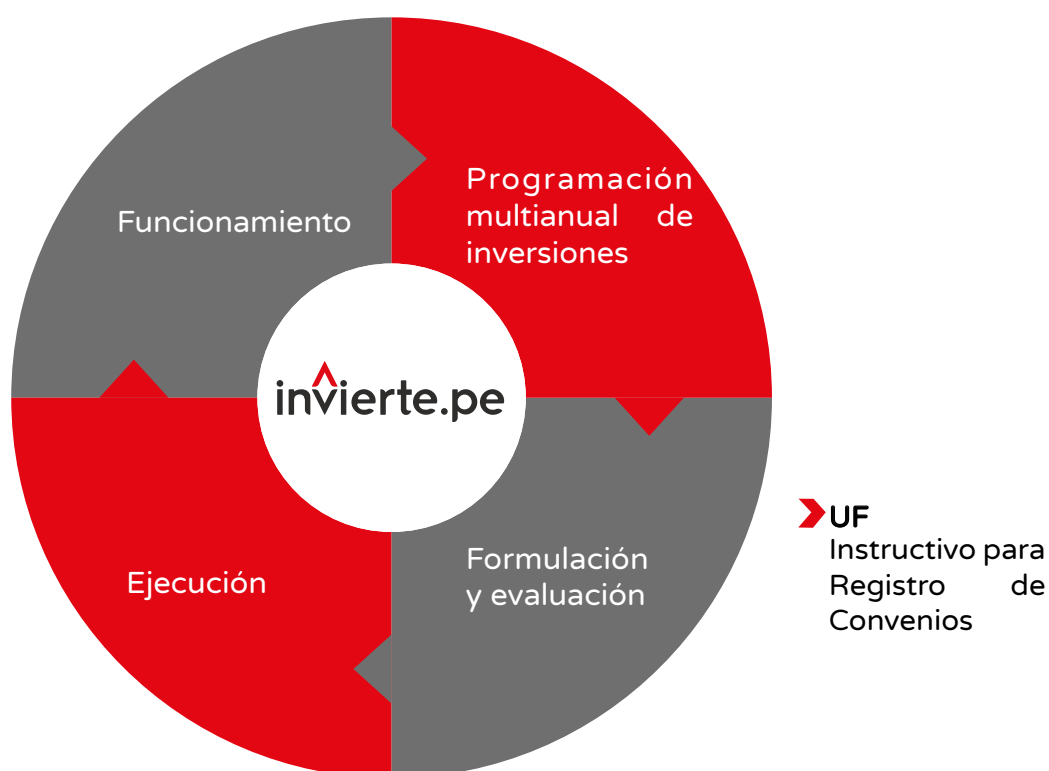 Programación
multianual de
inversiones
Funcionamiento
invierte.pe
UF
Instructivo para
Registro de
Convenios
Formulación
y evaluación
Ejecución